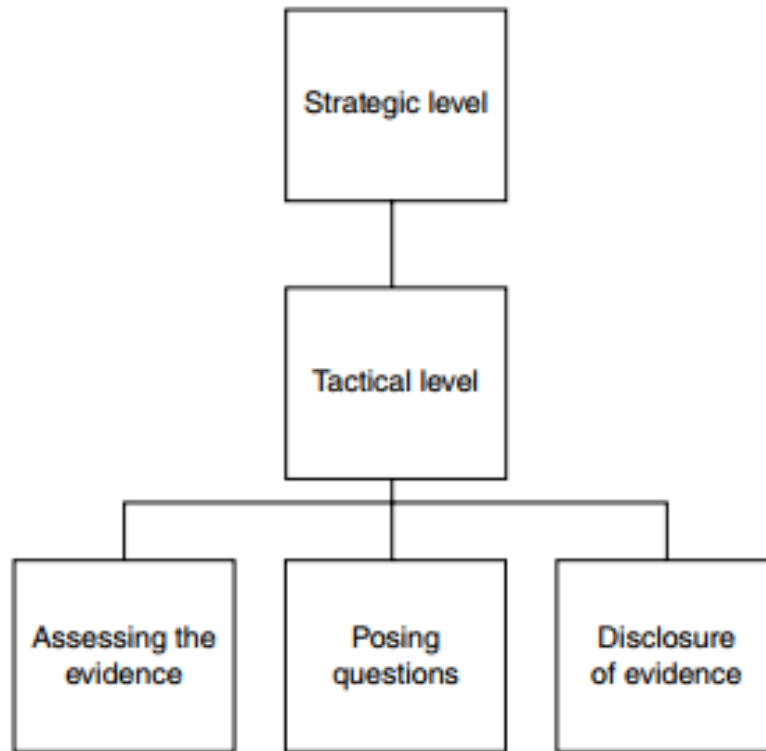 Strategic level
Tactical level
Assessing the
evidence
Posing
questions
Disclosure
of evidence